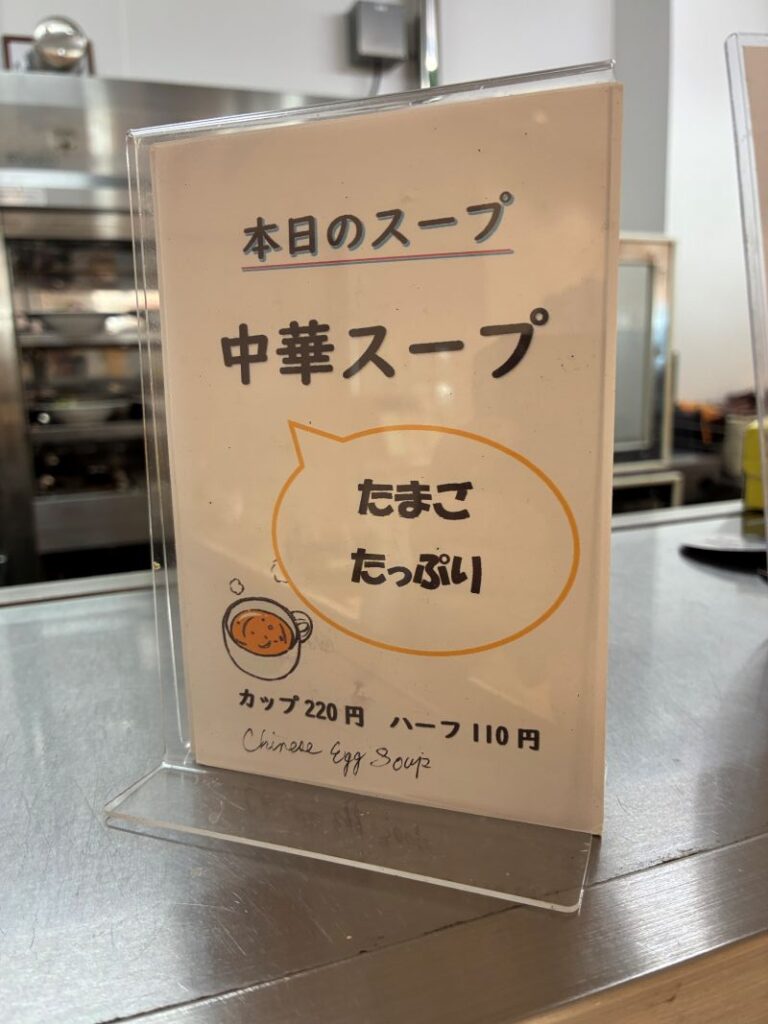 本日のスープ
中華スープ
たまご
たっぷり
カップ 220 円　ハーフ 110 円
Chinese Egg Soup